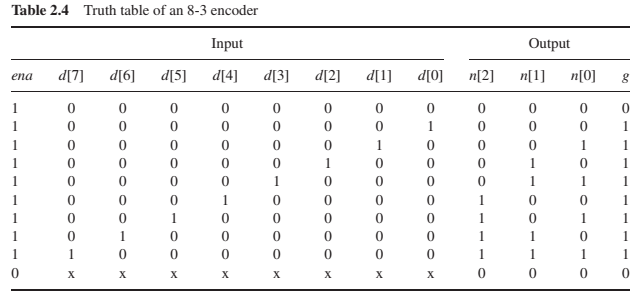 Table 2.4 Truth table of an 8-3 encoder
Input Output
ena d[7] d[6] d[5] d[4] d[3] d[2] d[1] d[0] n[2] n[1] n[0] g
1 0 0 0 0 0 0 0 0 0 0 0 0
1 0 0 0 0 0 0 0 1 0 0 0 1
1 0 0 0 0 0 0 1 0 0 0 1 1
1 0 0 0 0 0 1 0 0 0 1 0 1
1 0 0 0 0 1 0 0 0 0 1 1 1
1 0 0 0 1 0 0 0 0 1 0 0 1
1 0 0 1 0 0 0 0 0 1 0 1 1
1 0 1 0 0 0 0 0 0 1 1 0 1
1 1 0 0 0 0 0 0 0 1 1 1 1
0 x x x x x x x x 0 0 0 0